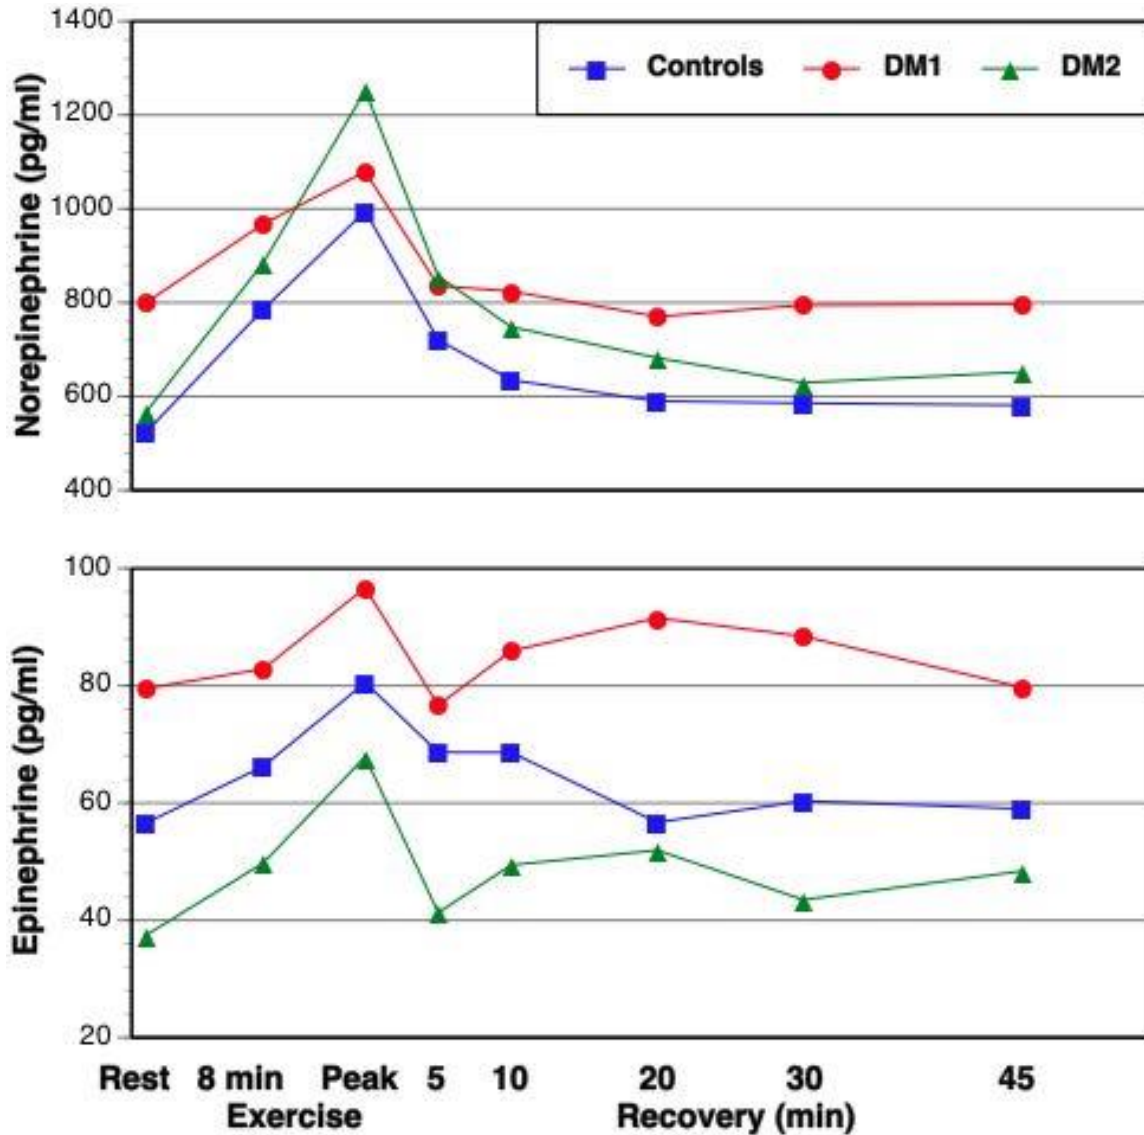 1400
1200
1000
800
600
400
Norepinephrine (pg/ml)
Controls DM1 DM2
100
80
60
40
20
Epinephrine (pg/ml)
Rest 8 min Peak 5 10 20 30 45
Exercise Recovery (min)